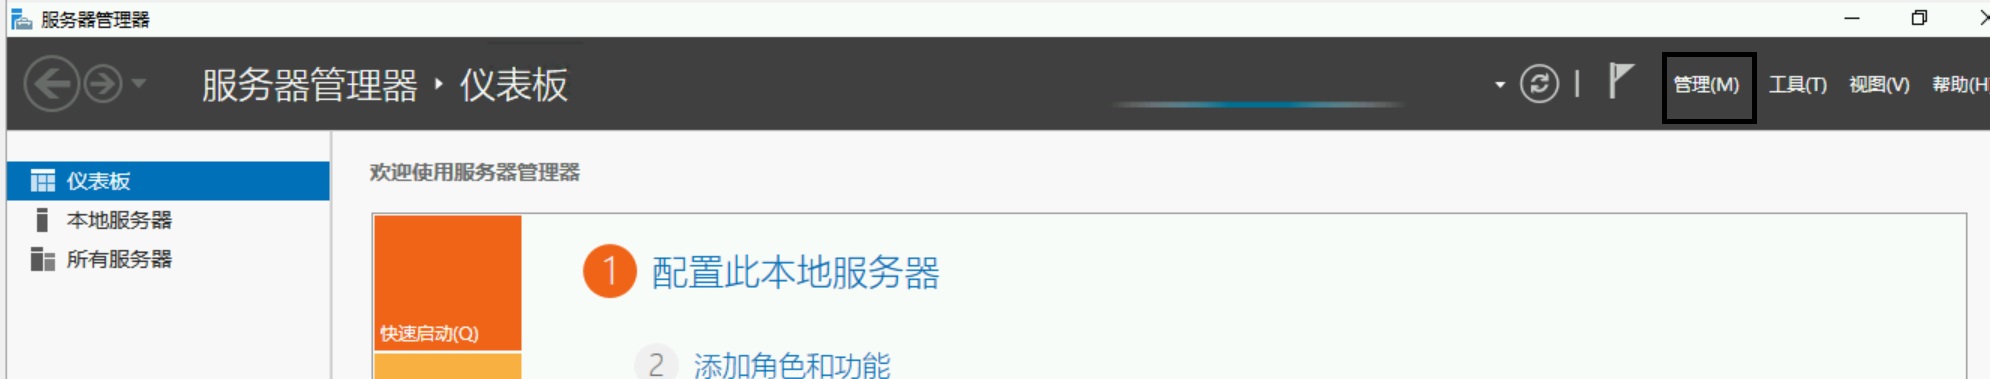 服务器管理器
服务器管理器 ‣ 仪表板
管理(M) 工具(T) 视图(V) 帮助(H
仪表板
本地服务器
所有服务器
欢迎使用服务器管理器
快速启动(Q)
1 配置此本地服务器
2 添加角色和功能